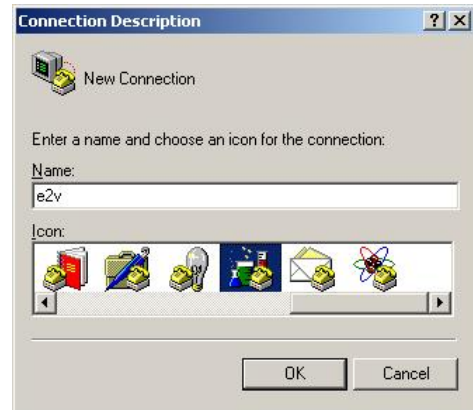 Connection Description
New Connection
Enter a name and choose an icon for the connection:
Name:
e2v
Icon:
OK Cancel